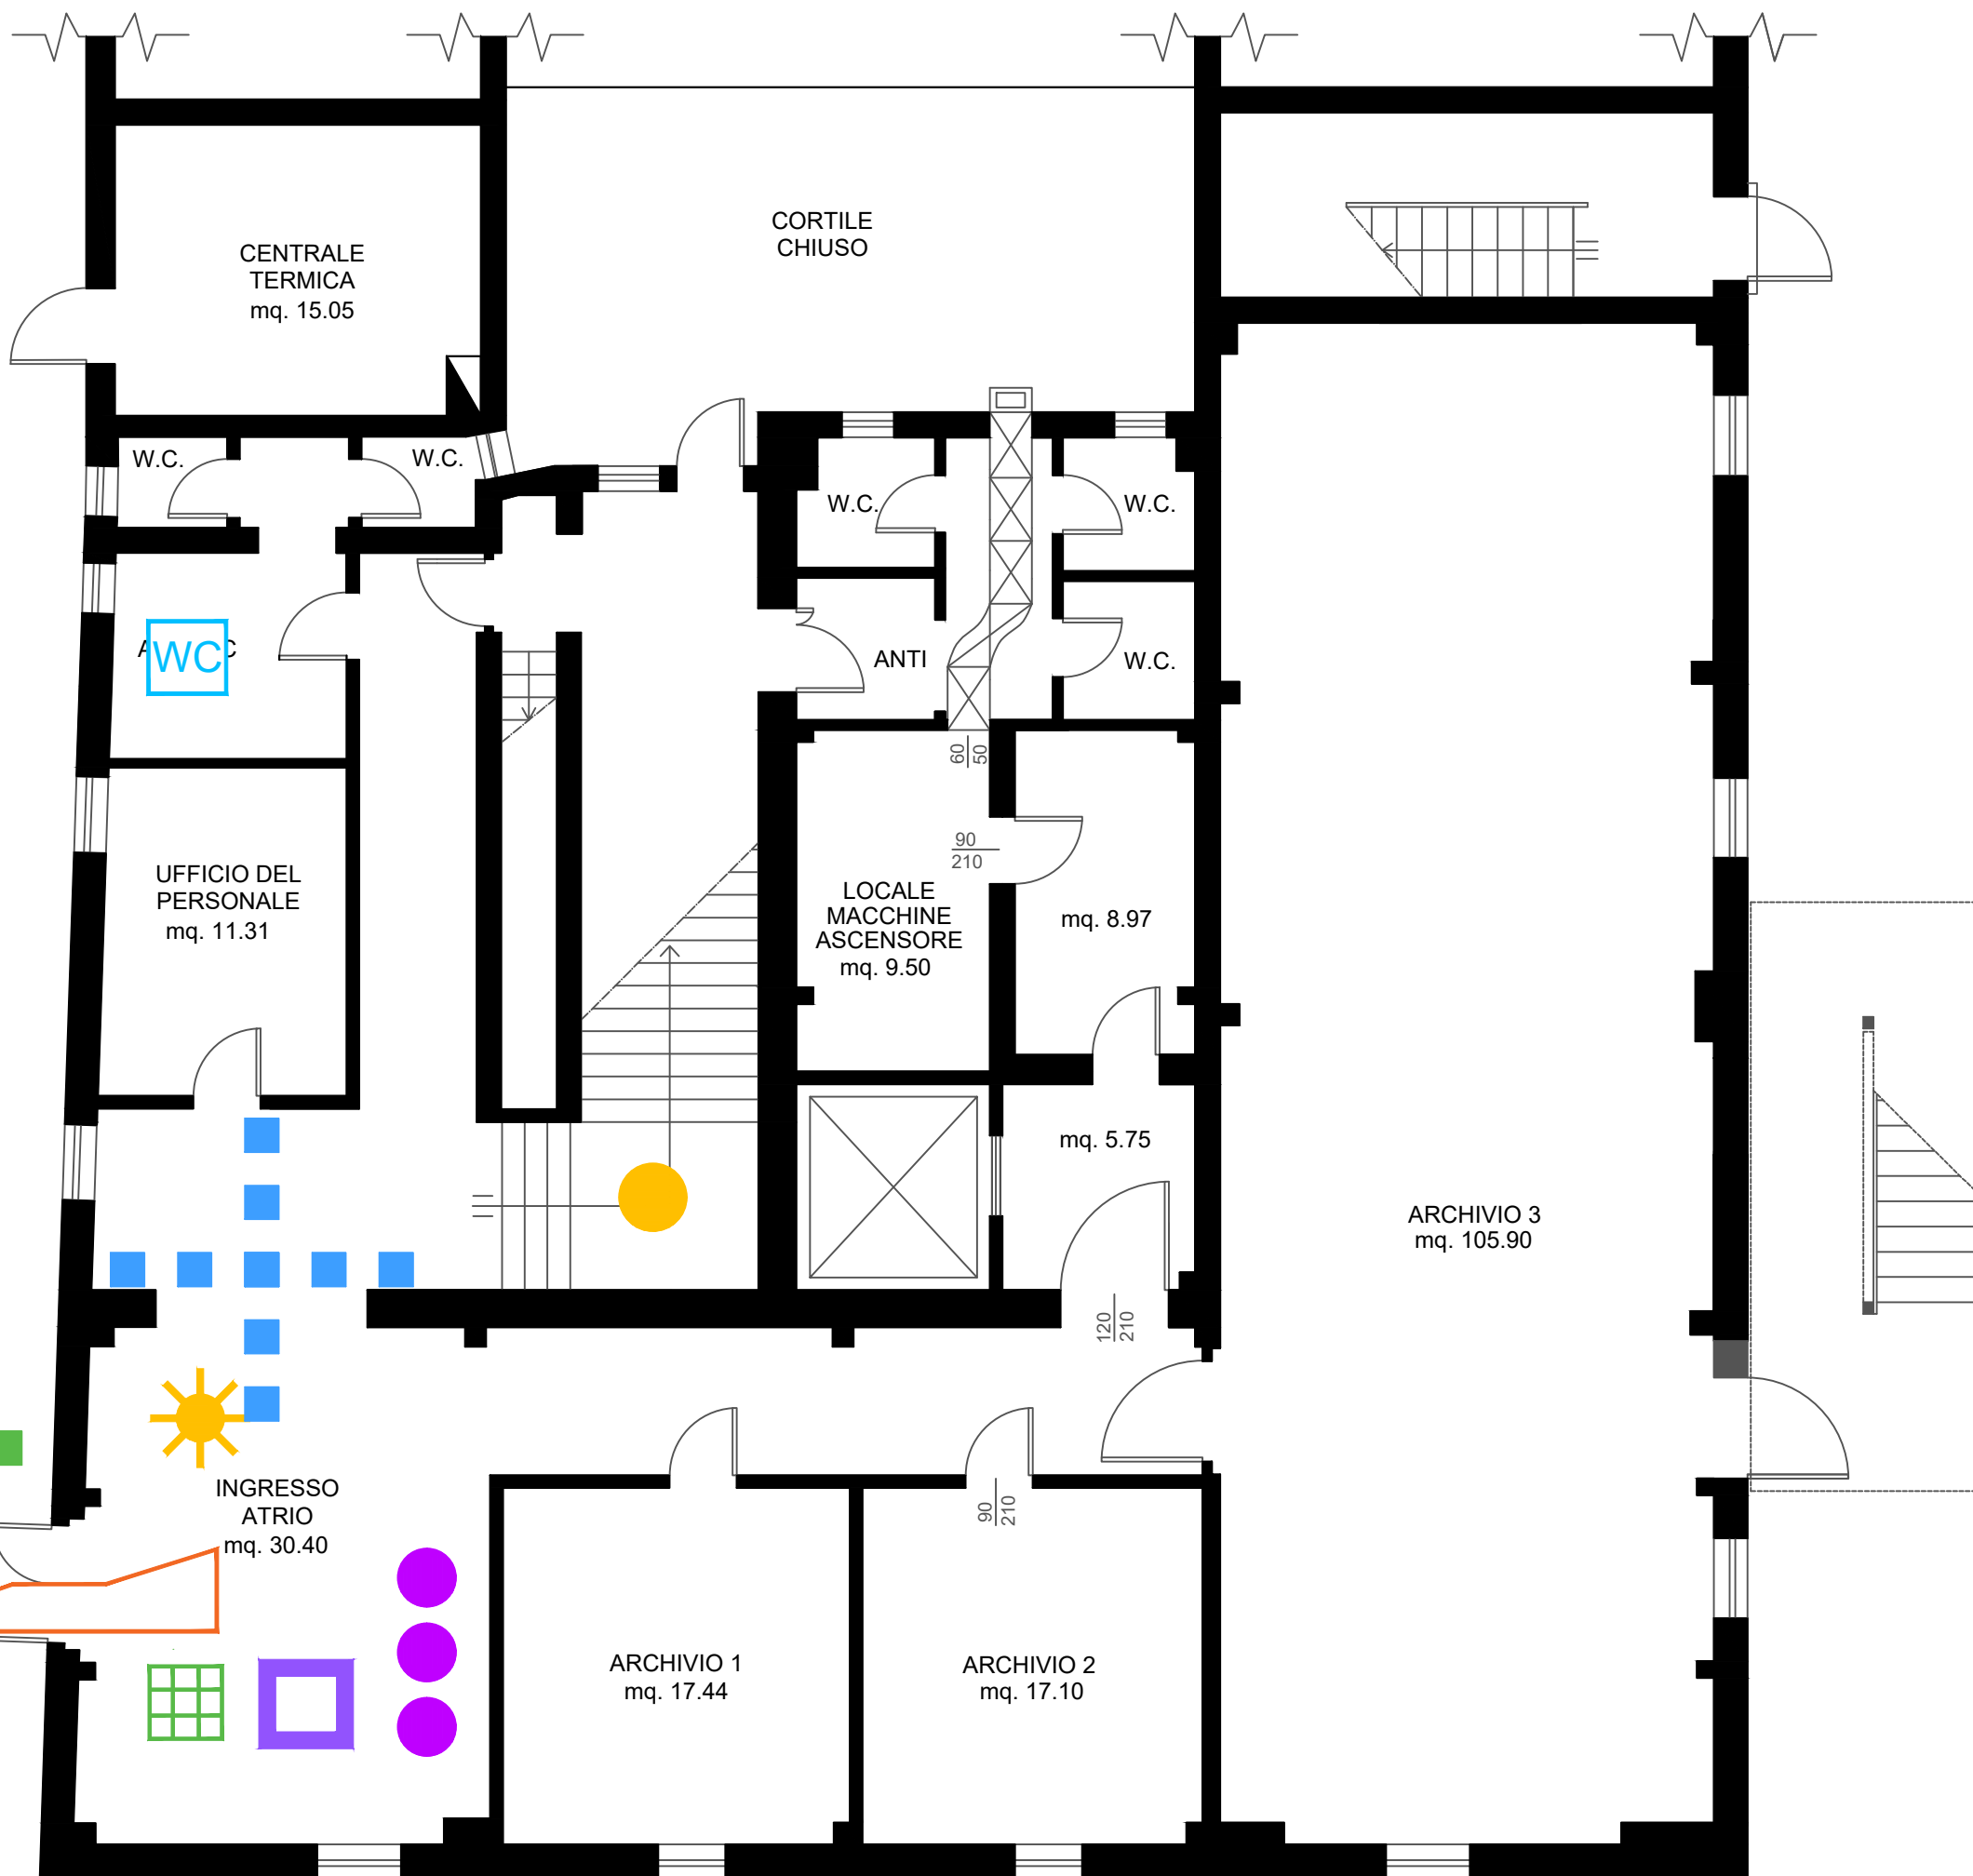 CORTILE
CHIUSO
CENTRALE
TERMICA
mq. 15.05
W.C.
W.C.
W.C.
W.C.
WC
ANTI
W.C.
60
50
90
210
UFFICIO DEL
PERSONALE
mq. 11.31
LOCALE
MACCHINE
ASCENSORE
mq. 9.50
mq. 8.97
mq. 5.75
ARCHIVIO 3
mq. 105.90
120
210
INGRESSO
ATRIO
mq. 30.40
90
210
ARCHIVIO 1
mq. 17.44
ARCHIVIO 2
mq. 17.10